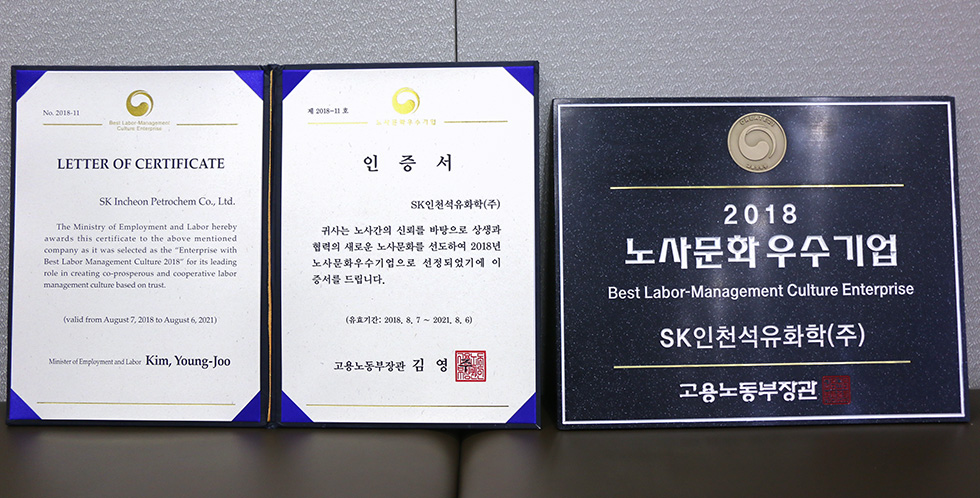 No. 2018-11
Best Labor-Management
Culture Enterprise
LETTER OF CERTIFICATE
SK Incheon Petrochem Co., Ltd.
The Ministry of Employment and Labor hereby
awards this certificate to the above mentioned
company as it was selected as the “Enterprise with
Best Labor Management Culture 2018” for its leading
role in creating co-prosperous and cooperative labor
management culture based on trust.
(valid from August 7, 2018 to August 6, 2021)
Minister of Employment and Labor Kim, Young-Joo
제 2018-11 호
노사문화우수기업
인 증 서
SK인천석유화학(주)
귀사는 노사간의 신뢰를 바탕으로 상생과
협력의 새로운 노사문화를 선도하여 2018년
노사문화우수기업으로 선정되었기에 이
증서를 드립니다.
(유효기간: 2018. 8. 7 ~ 2021. 8. 6)
고용노동부장관 김 영 주
2018
노사문화 우수기업
Best Labor-Management Culture Enterprise
SK인천석유화학(주)
고용노동부장관